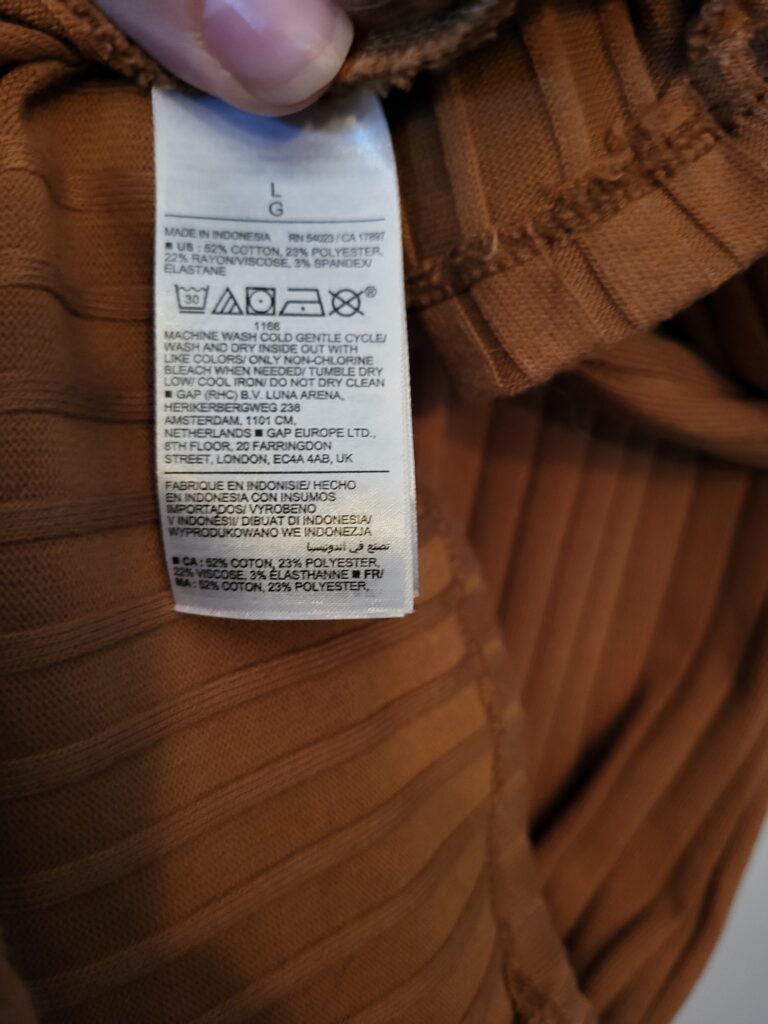 L
G
MADE IN INDONESIA RN 54023 / CA 17897
■ US : 52% COTTON, 23% POLYESTER,
22% RAYON/VISCOSE, 3% SPANDEX/
ELASTANE
30
®
1166
MACHINE WASH COLD GENTLE CYCLE/
WASH AND DRY INSIDE OUT WITH
LIKE COLORS/ ONLY NON-CHLORINE
BLEACH WHEN NEEDED/ TUMBLE DRY
LOW/ COOL IRON/ DO NOT DRY CLEAN
■ GAP (RHC) B.V. LUNA ARENA,
HERIKERBERGWEG 238
AMSTERDAM, 1101 CM,
NETHERLANDS ■ GAP EUROPE LTD.,
8TH FLOOR, 20 FARRINGDON
STREET, LONDON, EC4A 4AB, UK
FABRIQUE EN INDONISIE/ HECHO
EN INDONESIA CON INSUMOS
IMPORTADOS/ VYROBENO
V INDONÉSII/ DIBUAT DI INDONESIA/
WYPRODUKOWANO WE INDONEZJA
تصنع في اندونيسيا
■ CA : 52% COTON, 23% POLYESTER,
22% VISCOSE, 3% ÉLASTHANNE ■ FR/
MA : 52% COTON, 23% POLYESTER,